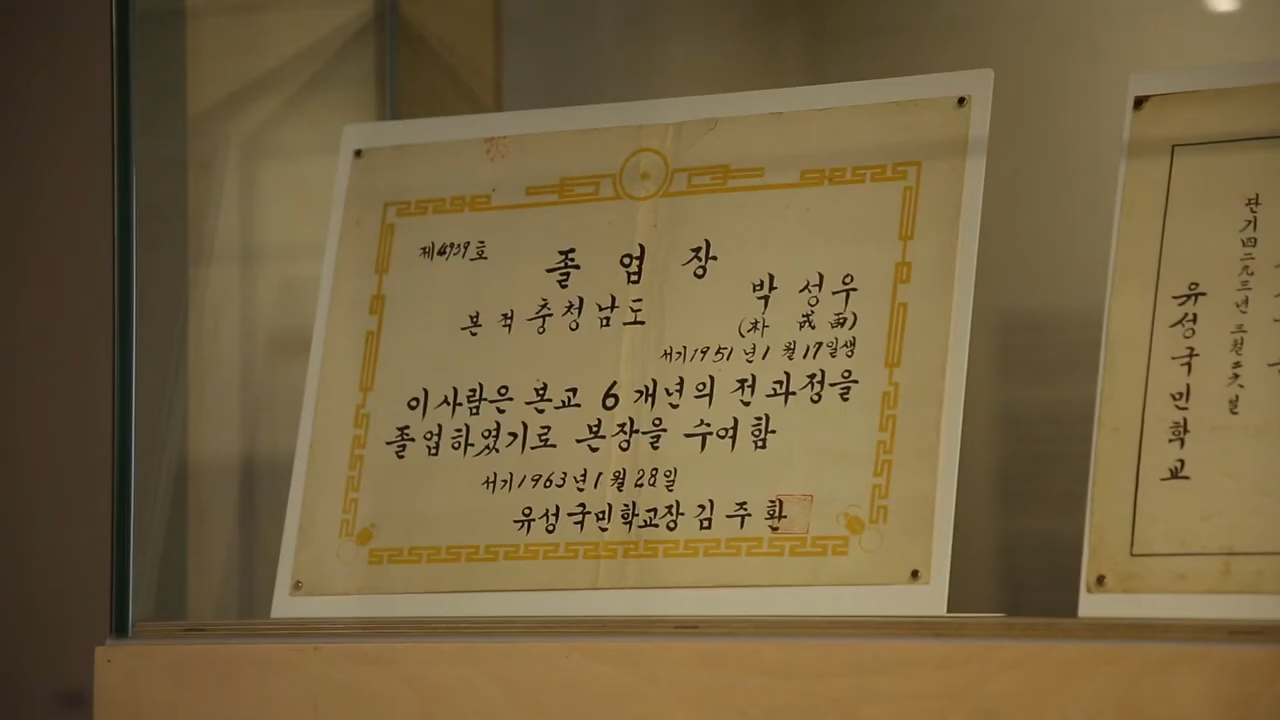 제4939호
졸업장
본적 충청남도
박성우
(朴成雨)
서기1951년1월17일생
이사람은 본교 6개년의 전과정을
졸업하였기로 본장을 수여함
서기1963년1월28일
유성국민학교장 김주환
단기四二九三년 三월 二六일
유성국민학교